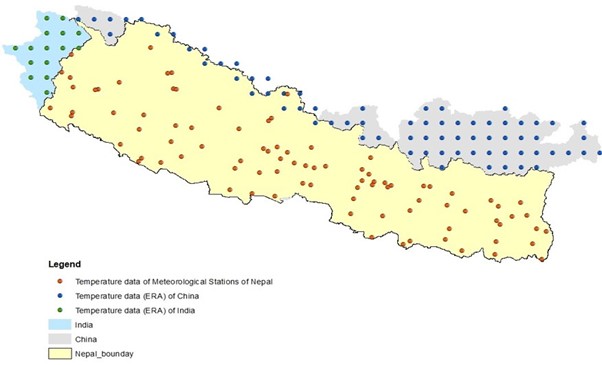 Legend
Temperature data of Meteorological Stations of Nepal
Temperature data (ERA) of China
Temperature data (ERA) of India
India
China
Nepal_bounday